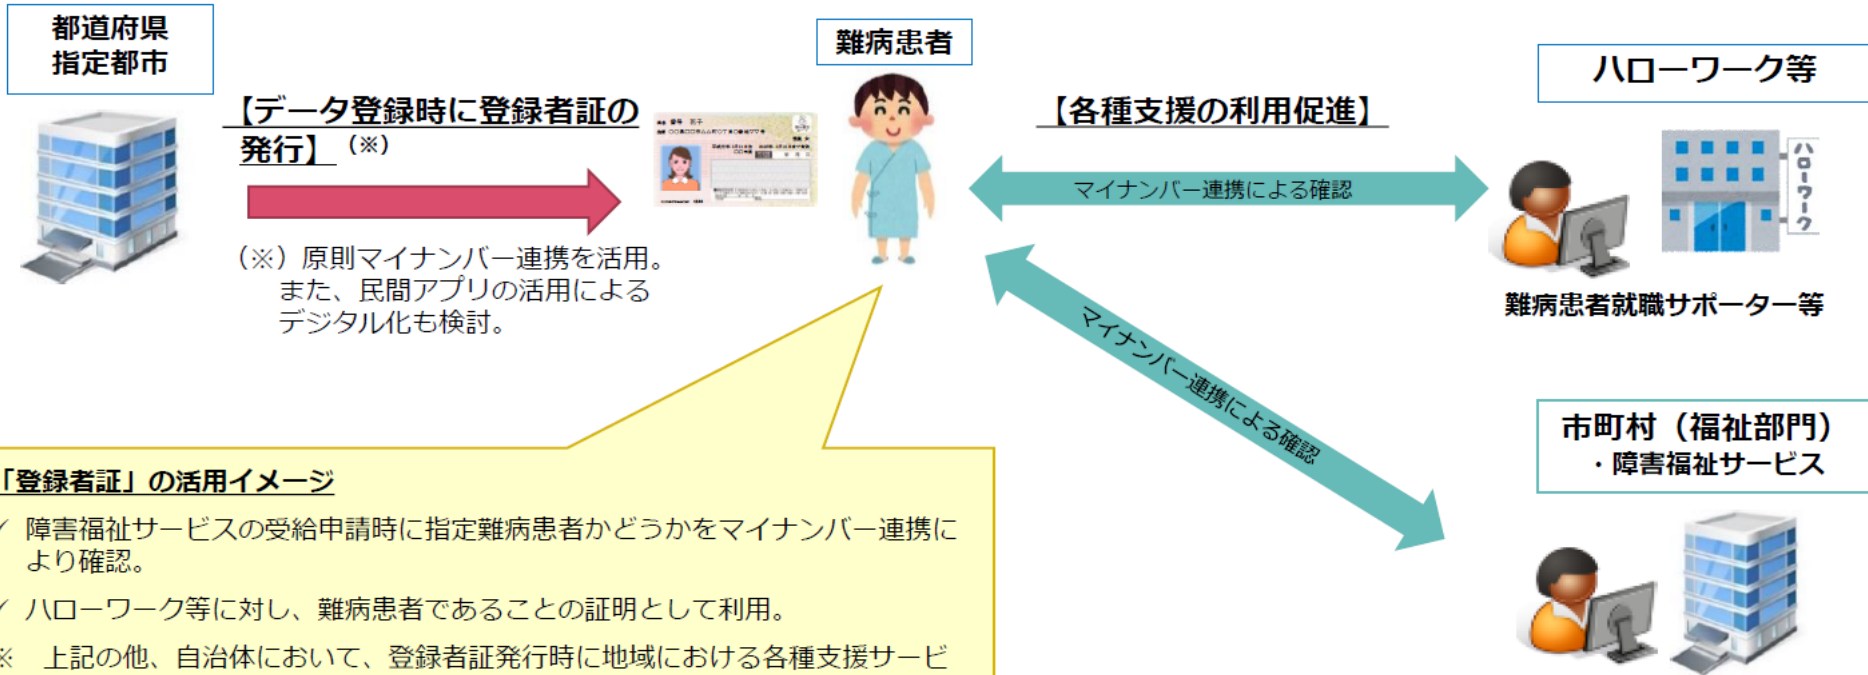 都道府県
指定都市
難病患者
ハローワーク等
【データ登録時に登録者証の
発行】（※）
【各種支援の利用促進】
マイナンバー連携による確認
ハローワーク
（※）原則マイナンバー連携を活用。
また、民間アプリの活用による
デジタル化も検討。
難病患者就職サポーター等
マイナンバー連携による確認
市町村（福祉部門）
・障害福祉サービス
「登録者証」の活用イメージ
✓ 障害福祉サービスの受給申請時に指定難病患者かどうかをマイナンバー連携に
より確認。
✓ ハローワーク等に対し、難病患者であることの証明として利用。
※　上記の他、自治体において、登録者証発行時に地域における各種支援サービ